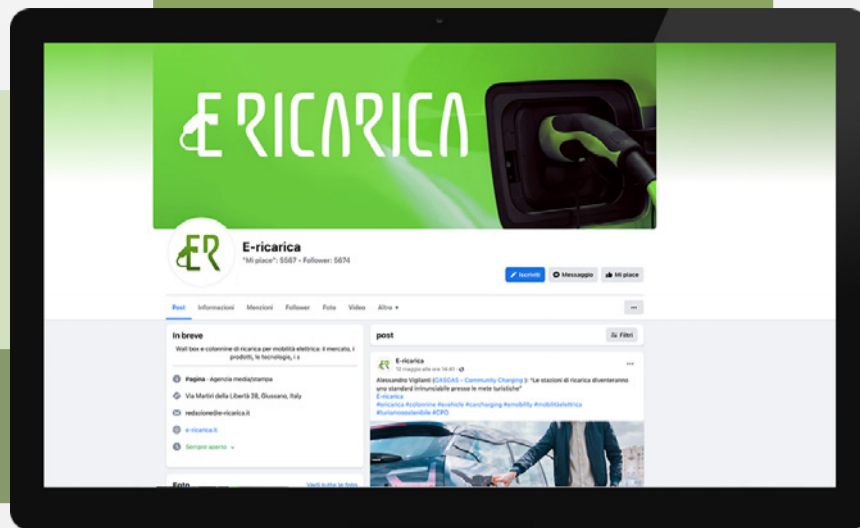 E RICARICA
ER
E-ricarica
"Mi piace": 5567 • Follower: 5674
Iscriviti
Messaggio
Mi piace
Post Informazioni Menzioni Follower Foto Video Altro
In breve
Wall box e colonnine di ricarica per mobilità elettrica: il mercato, i
prodotti, le tecnologie, i s
Pagina · Agenzia media/stampa
Via Martiri della Libertà 28, Giussano, Italy
redazione@e-ricarica.it
e-ricarica.it
Sempre aperto
Foto
Vedi tutte le foto
post
Filtri
E-ricarica
12 maggio alle ore
Alessandro Vigilanti (GASGAS - Community Charging ): "Le stazioni di ricarica diventeranno
uno standard irrinunciabile presso le mete turistiche"
E-ricarica
#ericarica #colonnine #evehicle #carcharging #emobility #mobilitàelettrica
#turismosostenibile #CPO